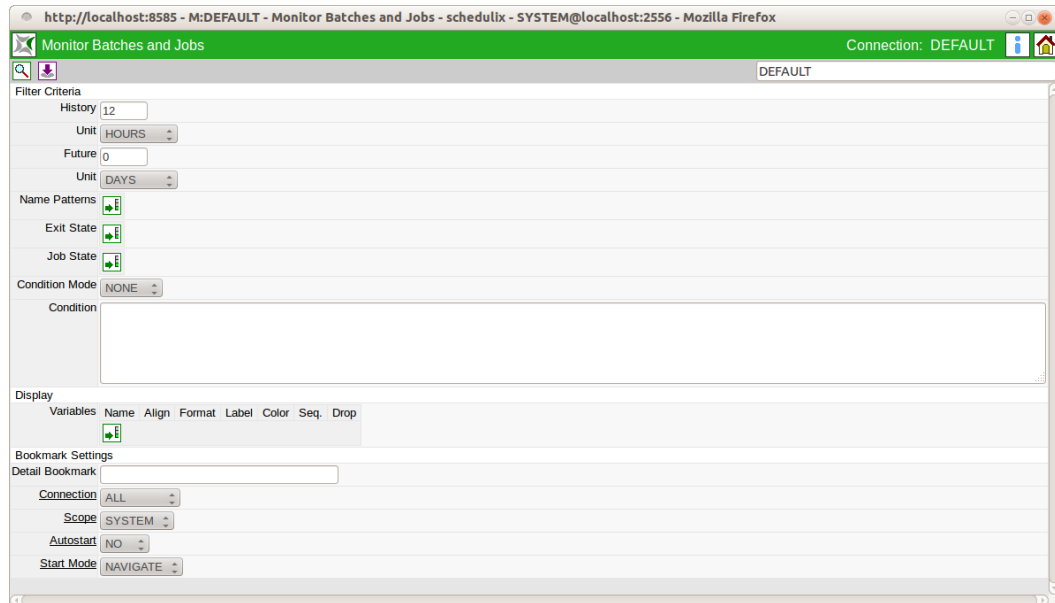 http://localhost:8585 - M:DEFAULT - Monitor Batches and Jobs - schedulix - SYSTEM@localhost:2556 - Mozilla Firefox
Monitor Batches and Jobs Connection: DEFAULT
DEFAULT
Filter Criteria
History 12
Unit HOURS
Future 0
Unit DAYS
Name Patterns
Exit State
Job State
Condition Mode NONE
Condition
Display
Variables Name Align Format Label Color Seq. Drop
Bookmark Settings
Detail Bookmark
Connection ALL
Scope SYSTEM
Autostart NO
Start Mode NAVIGATE